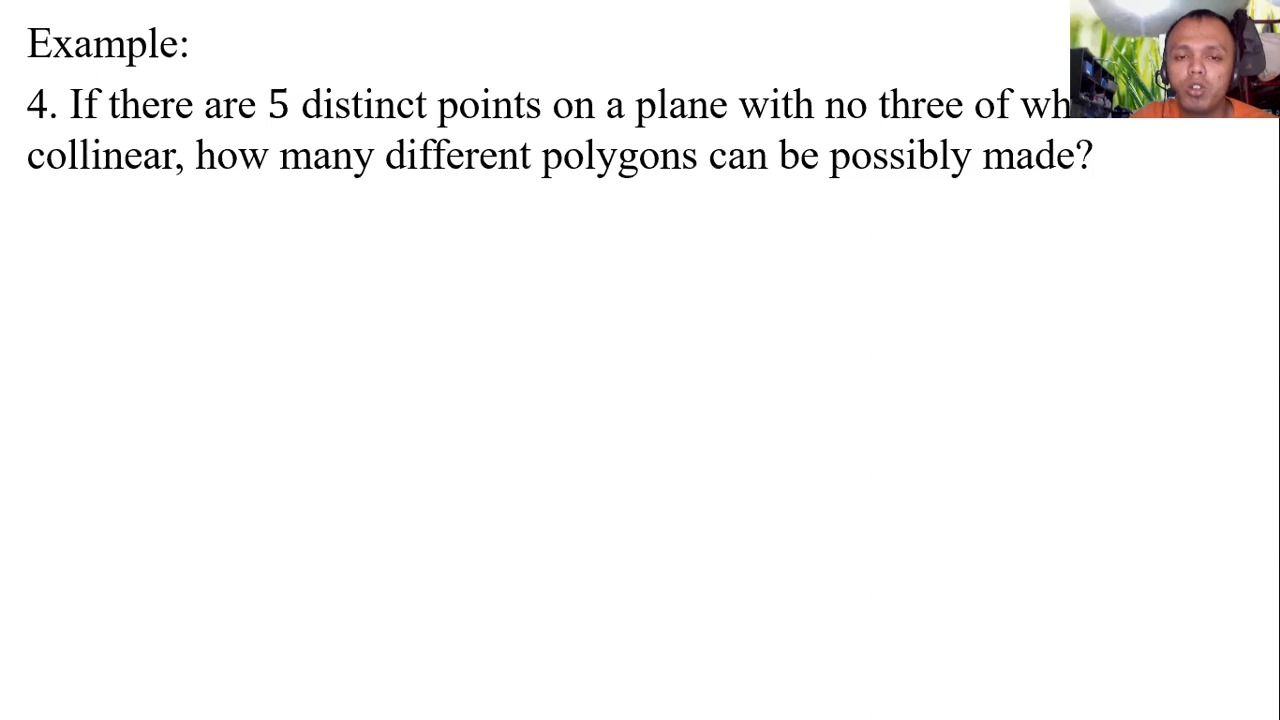 Example:
4. If there are 5 distinct points on a plane with no three of
collinear, how many different polygons can be possibly made?